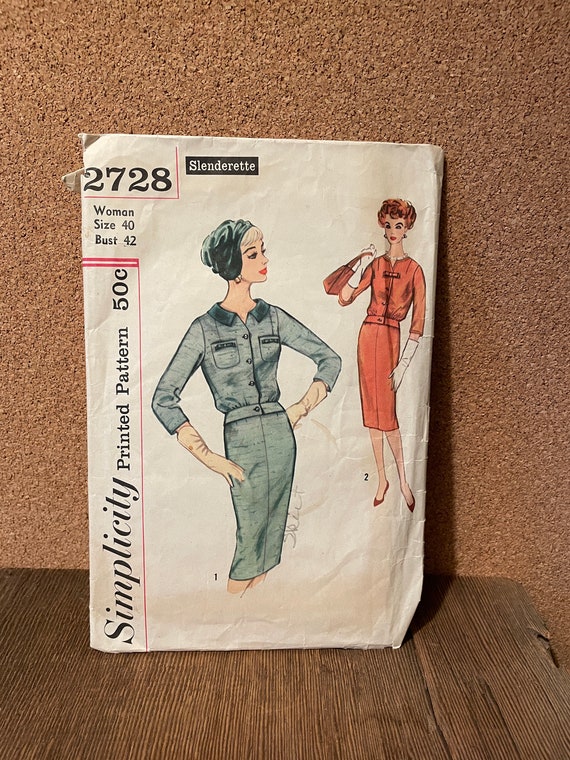 2728
Slenderette
Woman
Size 40
Bust 42
Simplicity
Printed Pattern 50c
1
2